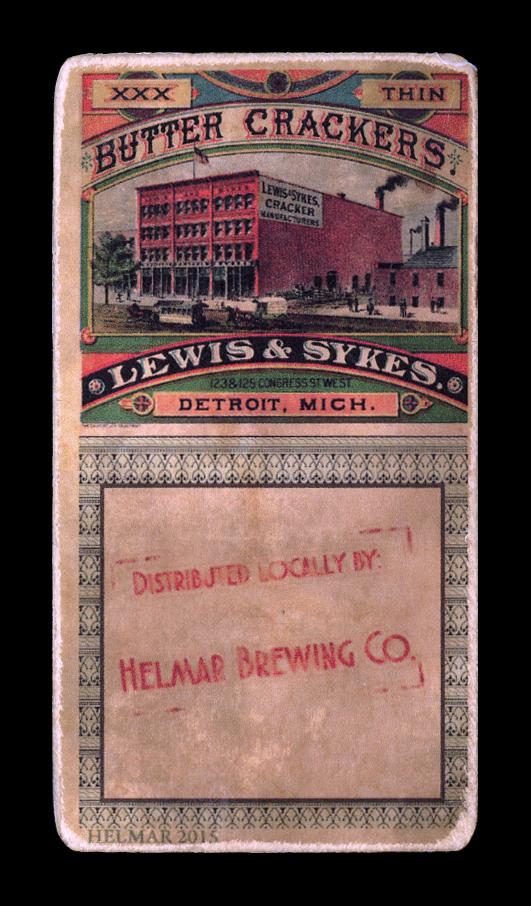 XXX THIN
BUTTER CRACKERS.
LEWIS & SYKES,
CRACKER
MANUFACTURERS
LEWIS & SYKES.
123 & 125 CONGRESS ST WEST
DETROIT, MICH.
DISTRIBUTED LOCALLY BY:
HELMAR BREWING CO.
HELMAR 2015